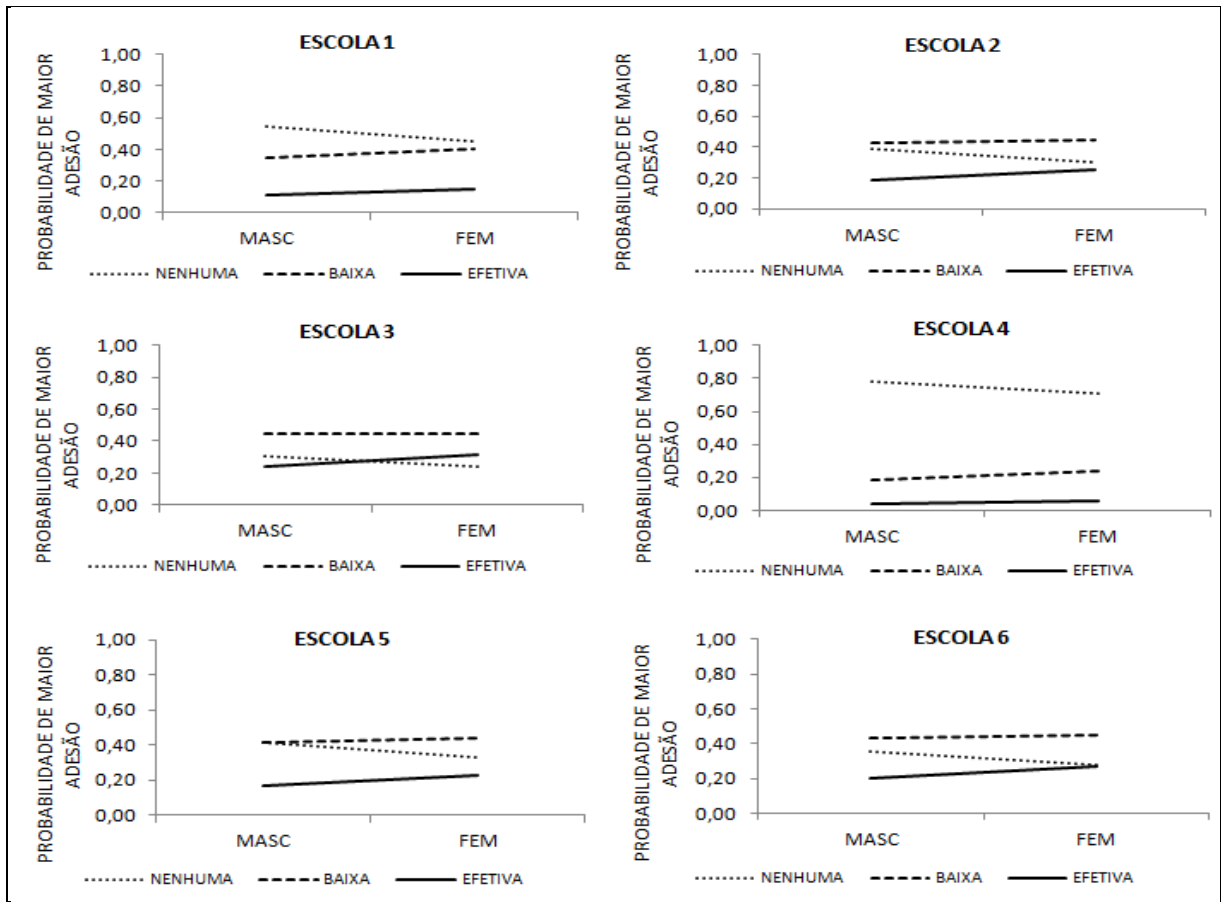 ESCOLA 1
PROBABILIDADE DE MAIOR
ADESÃO
1,00
0,80
0,60
0,40
0,20
0,00
MASC FEM
NENHUMA BAIXA EFETIVA
ESCOLA 2
PROBABILIDADE DE MAIOR
ADESÃO
1,00
0,80
0,60
0,40
0,20
0,00
MASC FEM
NENHUMA BAIXA EFETIVA
ESCOLA 3
PROBABILIDADE DE MAIOR
ADESÃO
1,00
0,80
0,60
0,40
0,20
0,00
MASC FEM
NENHUMA BAIXA EFETIVA
ESCOLA 4
PROBABILIDADE DE MAIOR
ADESÃO
1,00
0,80
0,60
0,40
0,20
0,00
MASC FEM
NENHUMA BAIXA EFETIVA
ESCOLA 5
PROBABILIDADE DE MAIOR
ADESÃO
1,00
0,80
0,60
0,40
0,20
0,00
MASC FEM
NENHUMA BAIXA EFETIVA
ESCOLA 6
PROBABILIDADE DE MAIOR
ADESÃO
1,00
0,80
0,60
0,40
0,20
0,00
MASC FEM
NENHUMA BAIXA EFETIVA